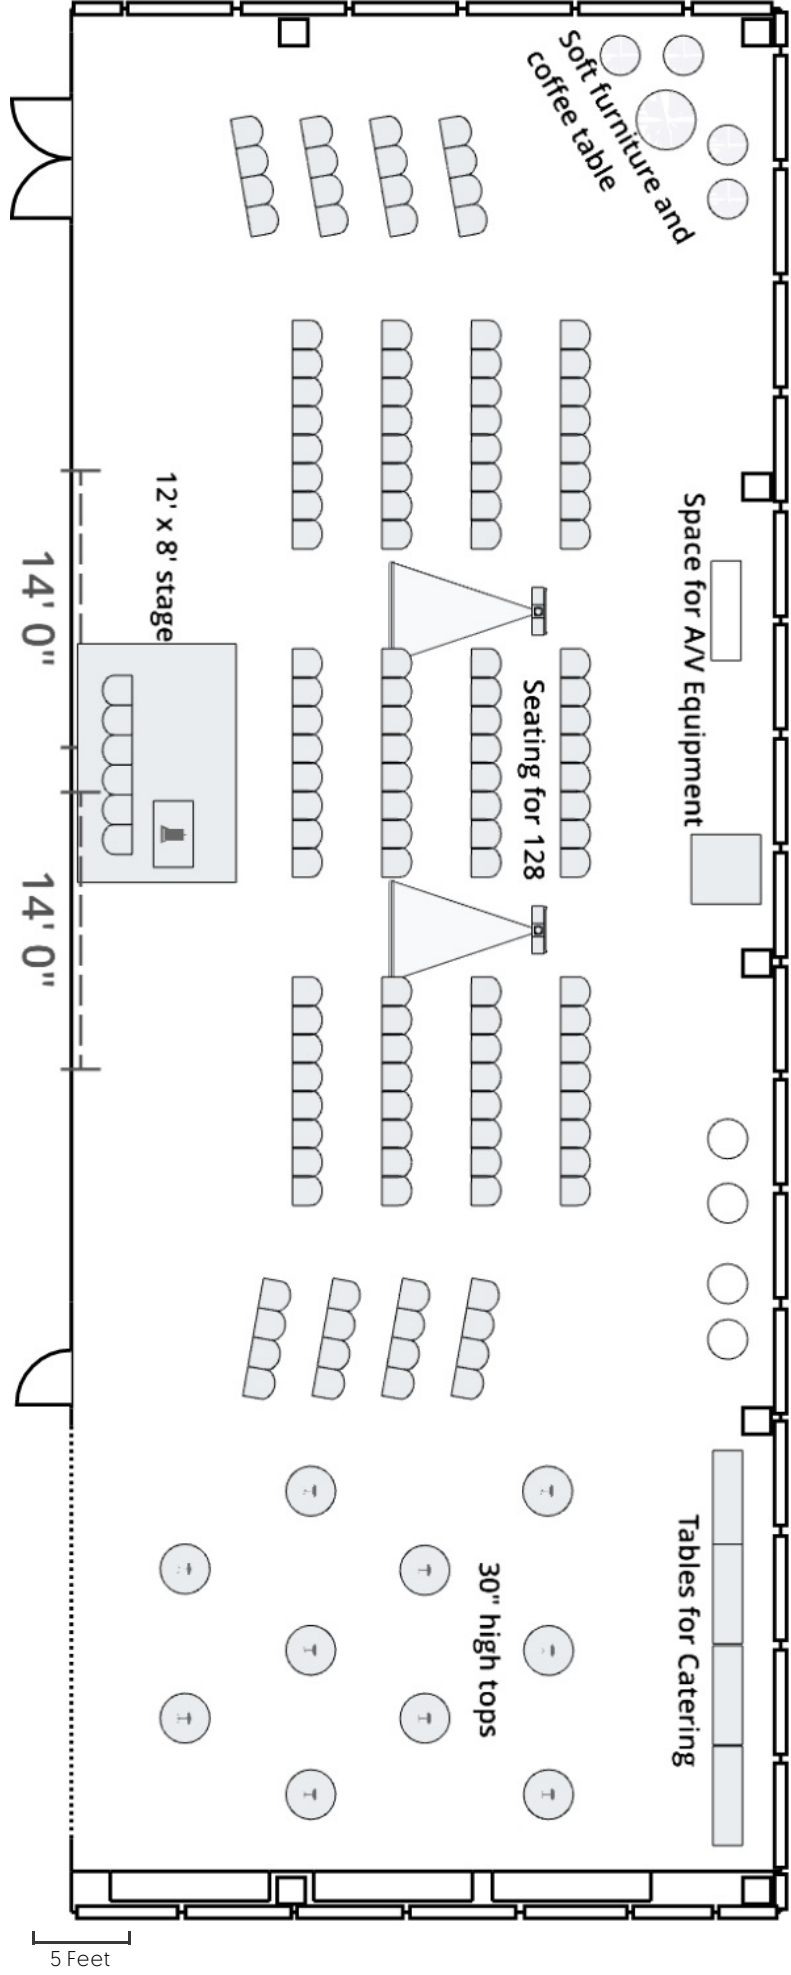 Soft furniture and
coffee table
12' x 8' stage
14' 0"
Space for A/V Equipment
Seating for 128
14' 0"
30" high tops
Tables for Catering
5 Feet